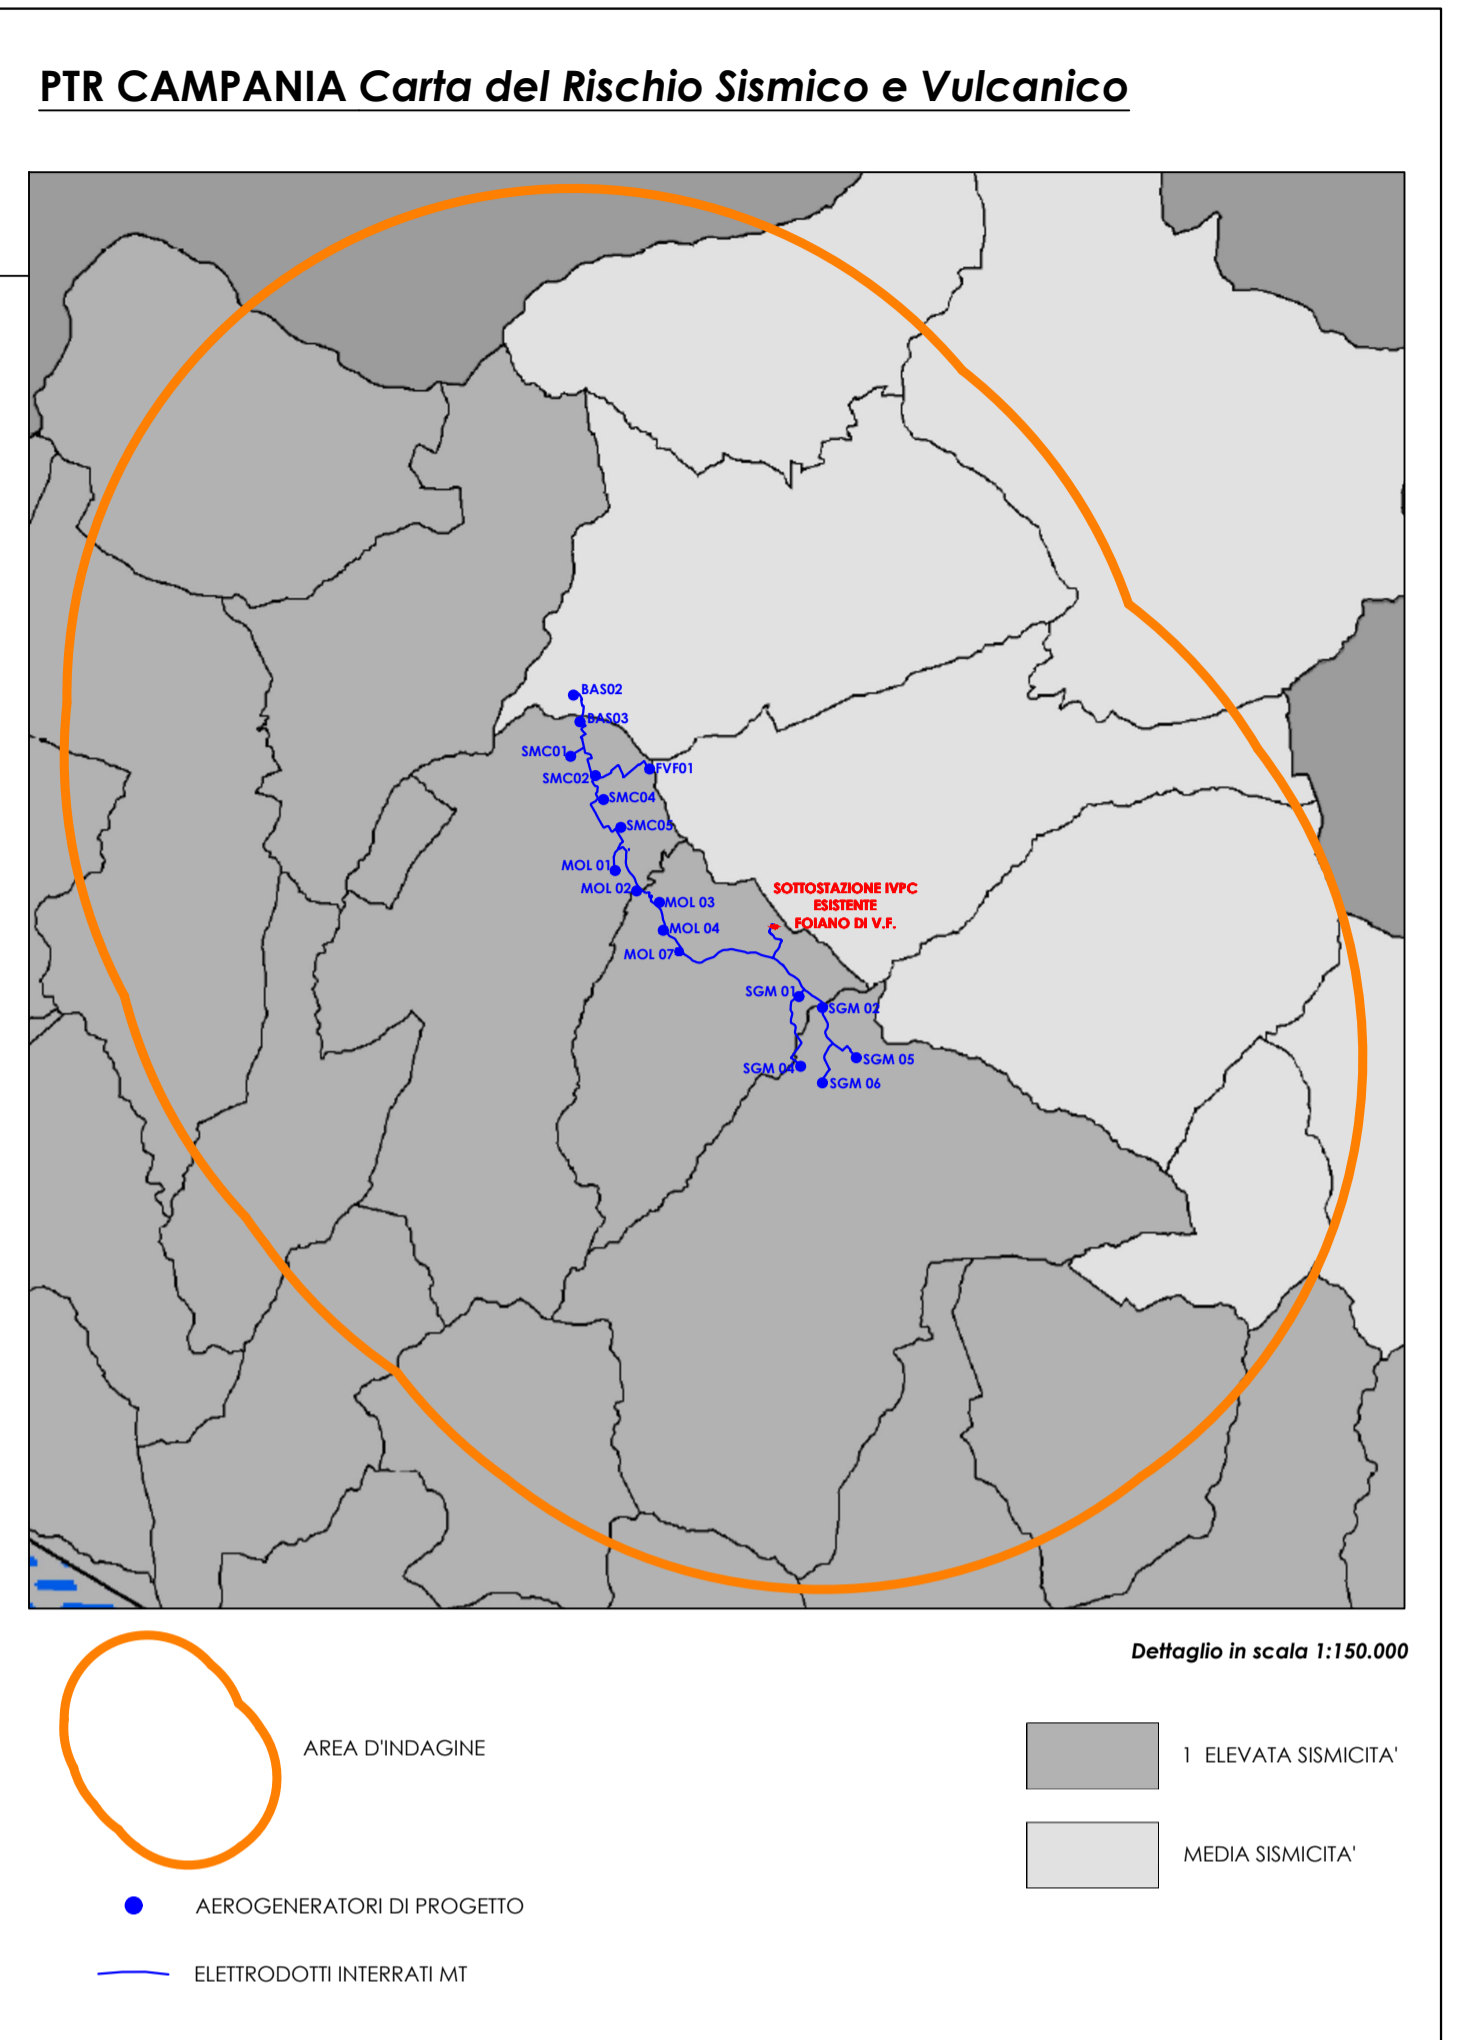 PTR CAMPANIA Carta del Rischio Sismico e Vulcanico
BAS02
BAS03
SMC01
SMC02
FVF01
SMC04
SMC05
MOL 01
MOL 02
MOL 03
MOL 04
MOL 07
SOTTOSTAZIONE IVPC
ESISTENTE
FOIANO DI V.F.
SGM 01
SGM 02
SGM 05
SGM 04
SGM 06
Dettaglio in scala 1:150.000
AREA D'INDAGINE
1 ELEVATA SISMICITA'
MEDIA SISMICITA'
AEROGENERATORI DI PROGETTO
ELETTRODOTTI INTERRATI MT